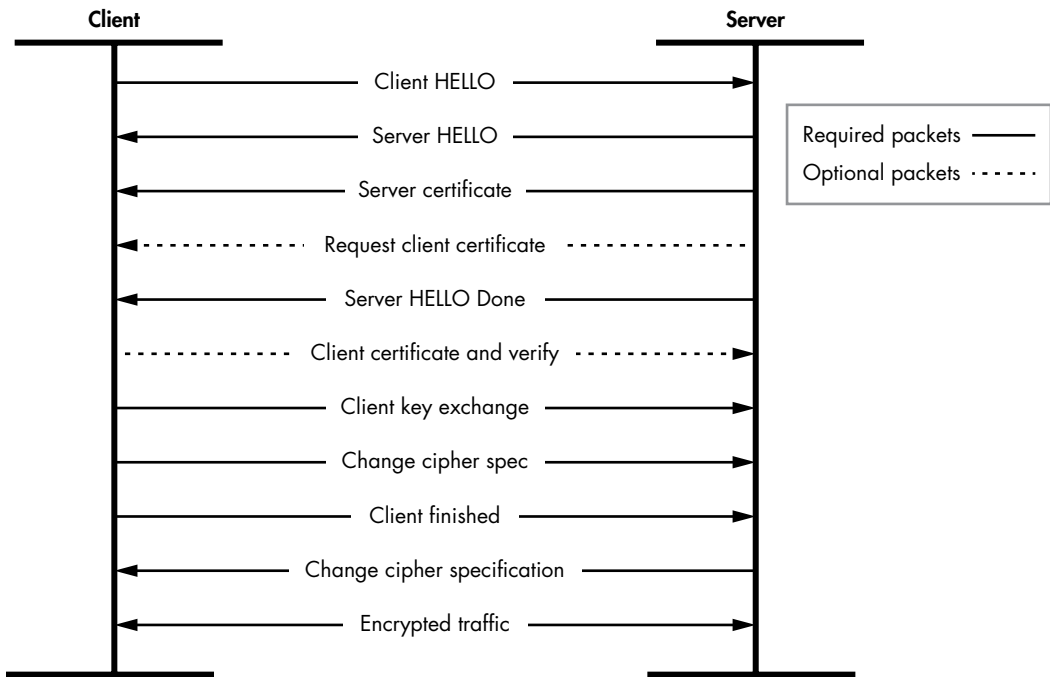 Client
Server
Client HELLO
Server HELLO
Server certificate
Request client certificate
Server HELLO Done
Client certificate and verify
Client key exchange
Change cipher spec
Client finished
Change cipher specification
Encrypted traffic
Required packets
Optional packets